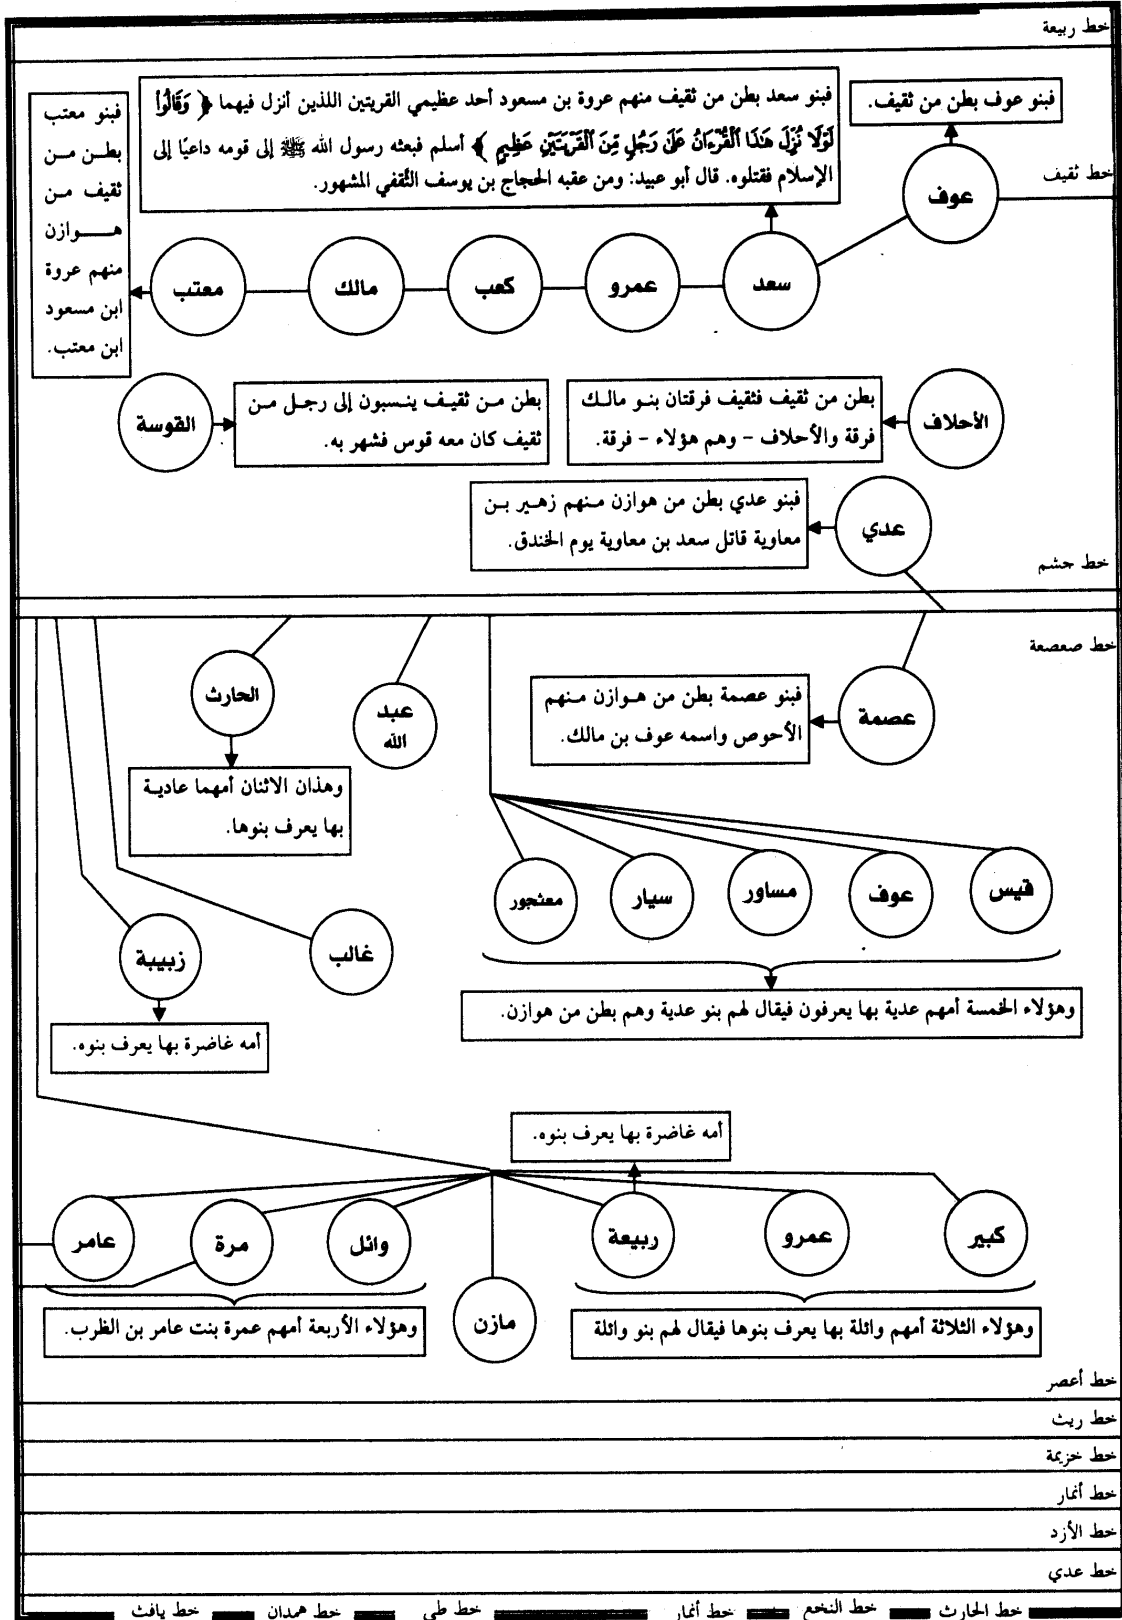 خط ربيعة
فبنو عوف بطن من ثقيف.
فبنو سعد بطن من ثقيف منهم عروة بن مسعود أحد عظيمي القريتين اللذين أنزل فيهما ﴿ وَقَالُوا
لَوْلَا نُزِّلَ هَٰذَا ٱلْقُرْءَانُ عَلَىٰ رَجُلٍ مِّنَ ٱلْقَرْيَتَيْنِ عَظِيمٍ ﴾ أسلم فبعثه رسول الله ﷺ إلى قومه داعيًا إلى
الإسلام فقتلوه. قال أبو عبيد: ومن عقبه الحجاج بن يوسف الثقفي المشهور.
فبنو معتب
بطن من
ثقيف من
هوازن
منهم عروة
ابن مسعود
ابن معتب.
خط ثقيف
عوف
سعد
عمرو
كعب
مالك
معتب
الأحلاف
بطن من ثقيف فثقيف فرقتان بنو مالك
فرقة والأحلاف – وهم هؤلاء – فرقة.
بطن من ثقيف ينسبون إلى رجل من
ثقيف كان معه قوس فشهر به.
القوسة
عدي
فبنو عدي بطن من هوازن منهم زهير بن
معاوية قاتل سعد بن معاوية يوم الخندق.
خط جشم
خط صعصعة
عصمة
فبنو عصمة بطن من هوازن منهم
الأحوص واسمه عوف بن مالك.
عبد
الله
الحارث
وهذان الاثنان أمهما عادية
بها يعرف بنوها.
قيس
عوف
مساور
سيار
معثجور
غالب
زبيبة
وهؤلاء الخمسة أمهم عدية بها يعرفون فيقال لهم بنو عدية وهم بطن من هوازن.
أمه غاضرة بها يعرف بنوه.
أمه غاضرة بها يعرف بنوه.
كبير
عمرو
ربيعة
مازن
وائل
مرة
عامر
وهؤلاء الثلاثة أمهم وائلة بها يعرف بنوها فيقال لهم بنو وائلة
وهؤلاء الأربعة أمهم عمرة بنت عامر بن الظرب.
خط أعصر
خط ريث
خط خزيمة
خط أنمار
خط الأزد
خط عدي
خط الحارث
خط النخع
خط أنمار
خط طي
خط همدان
خط يافث